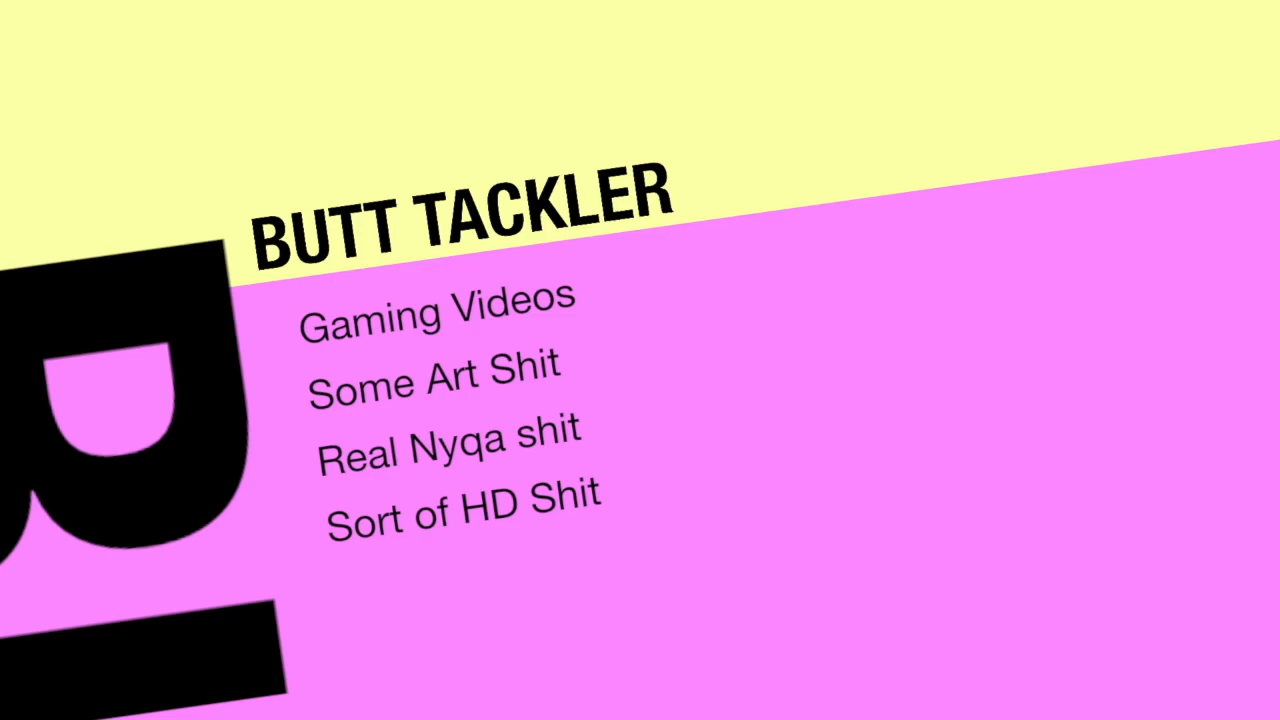 BUTT TACKLER
Gaming Videos
Some Art Shit
Real Nyqa shit
Sort of HD Shit